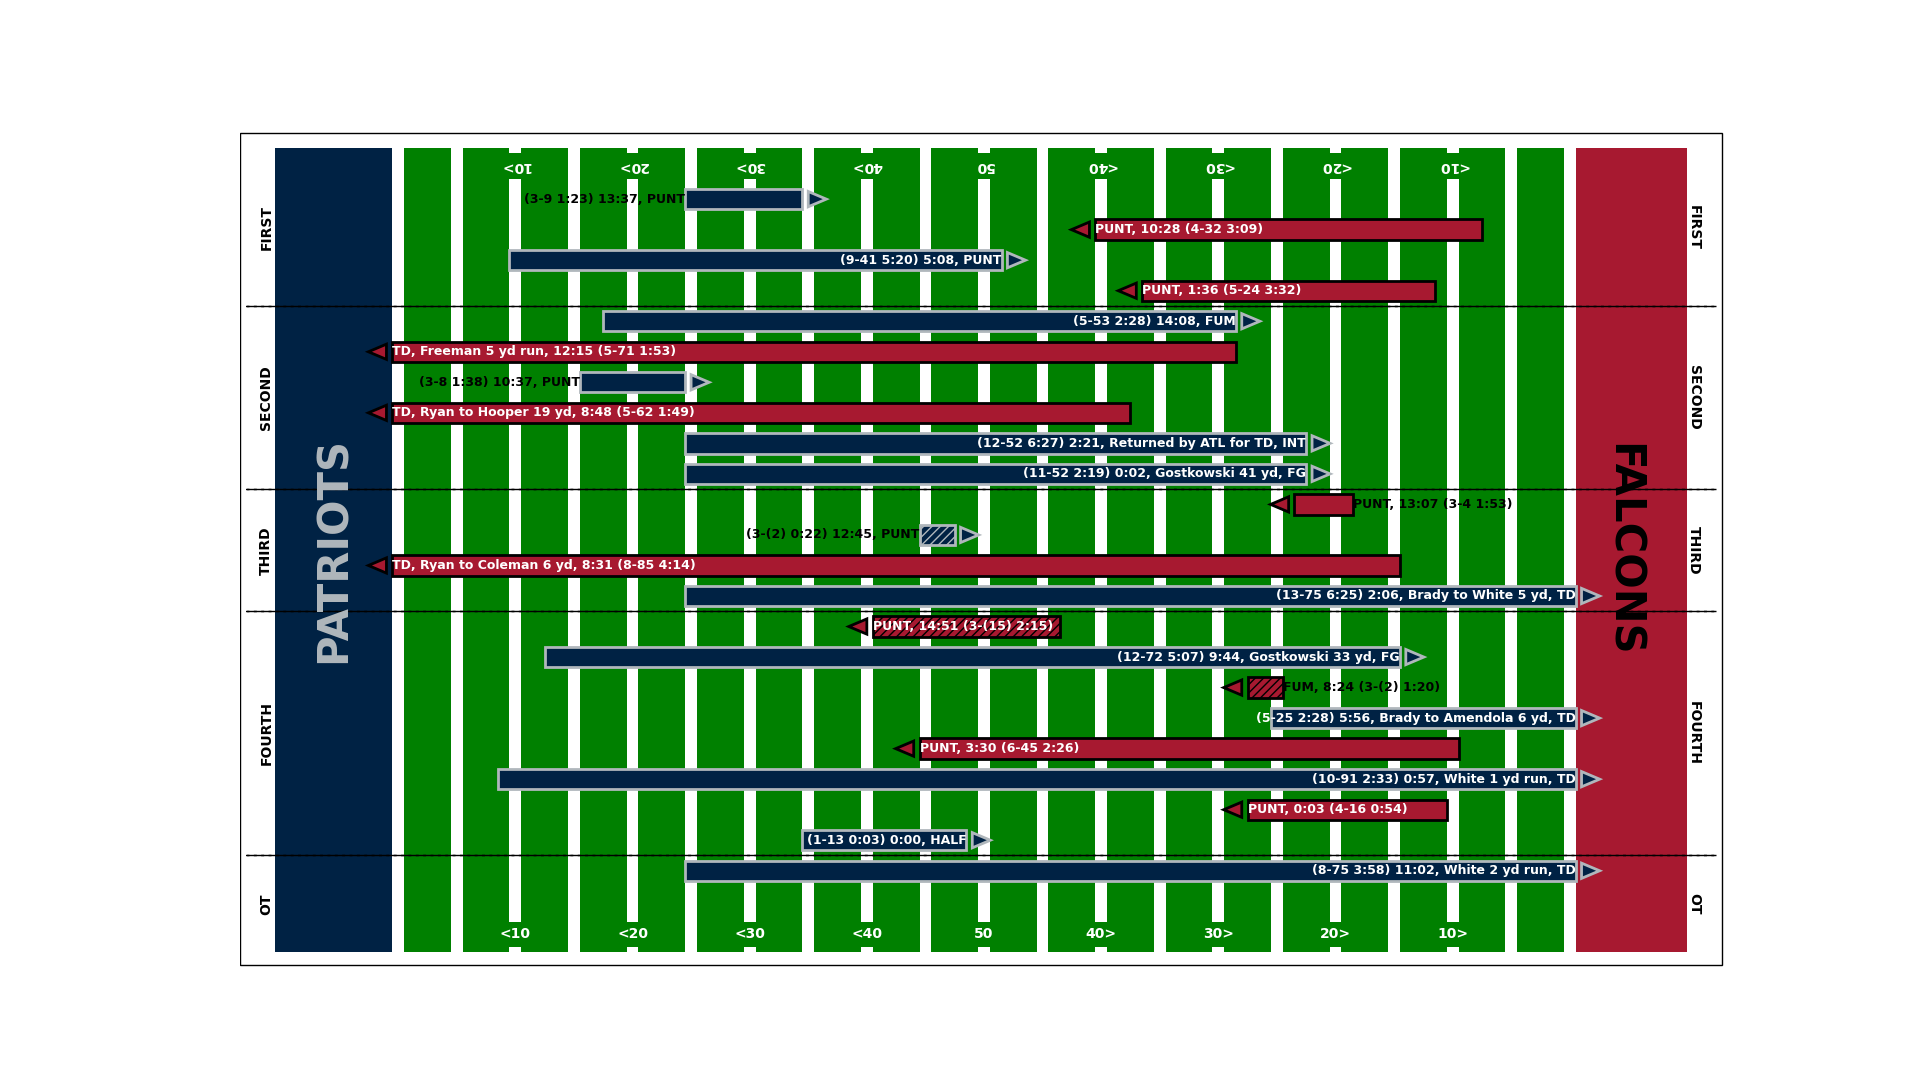 10> 20> 30> 40> 50 <40 <30 <20 <10
FIRST
FIRST
(3-9 1:23) 13:37, PUNT
PUNT, 10:28 (4-32 3:09)
(9-41 5:20) 5:08, PUNT
PUNT, 1:36 (5-24 3:32)
SECOND
SECOND
(5-53 2:28) 14:08, FUM
TD, Freeman 5 yd run, 12:15 (5-71 1:53)
(3-8 1:38) 10:37, PUNT
TD, Ryan to Hooper 19 yd, 8:48 (5-62 1:49)
(12-52 6:27) 2:21, Returned by ATL for TD, INT
(11-52 2:19) 0:02, Gostkowski 41 yd, FG
PATRIOTS
FALCONS
THIRD
THIRD
PUNT, 13:07 (3-4 1:53)
(3-(2) 0:22) 12:45, PUNT
TD, Ryan to Coleman 6 yd, 8:31 (8-85 4:14)
(13-75 6:25) 2:06, Brady to White 5 yd, TD
FOURTH
FOURTH
PUNT, 14:51 (3-(15) 2:15)
(12-72 5:07) 9:44, Gostkowski 33 yd, FG
FUM, 8:24 (3-(2) 1:20)
(5-25 2:28) 5:56, Brady to Amendola 6 yd, TD
PUNT, 3:30 (6-45 2:26)
(10-91 2:33) 0:57, White 1 yd run, TD
PUNT, 0:03 (4-16 0:54)
(1-13 0:03) 0:00, HALF
OT
OT
(8-75 3:58) 11:02, White 2 yd run, TD
<10 <20 <30 <40 50 40> 30> 20> 10>